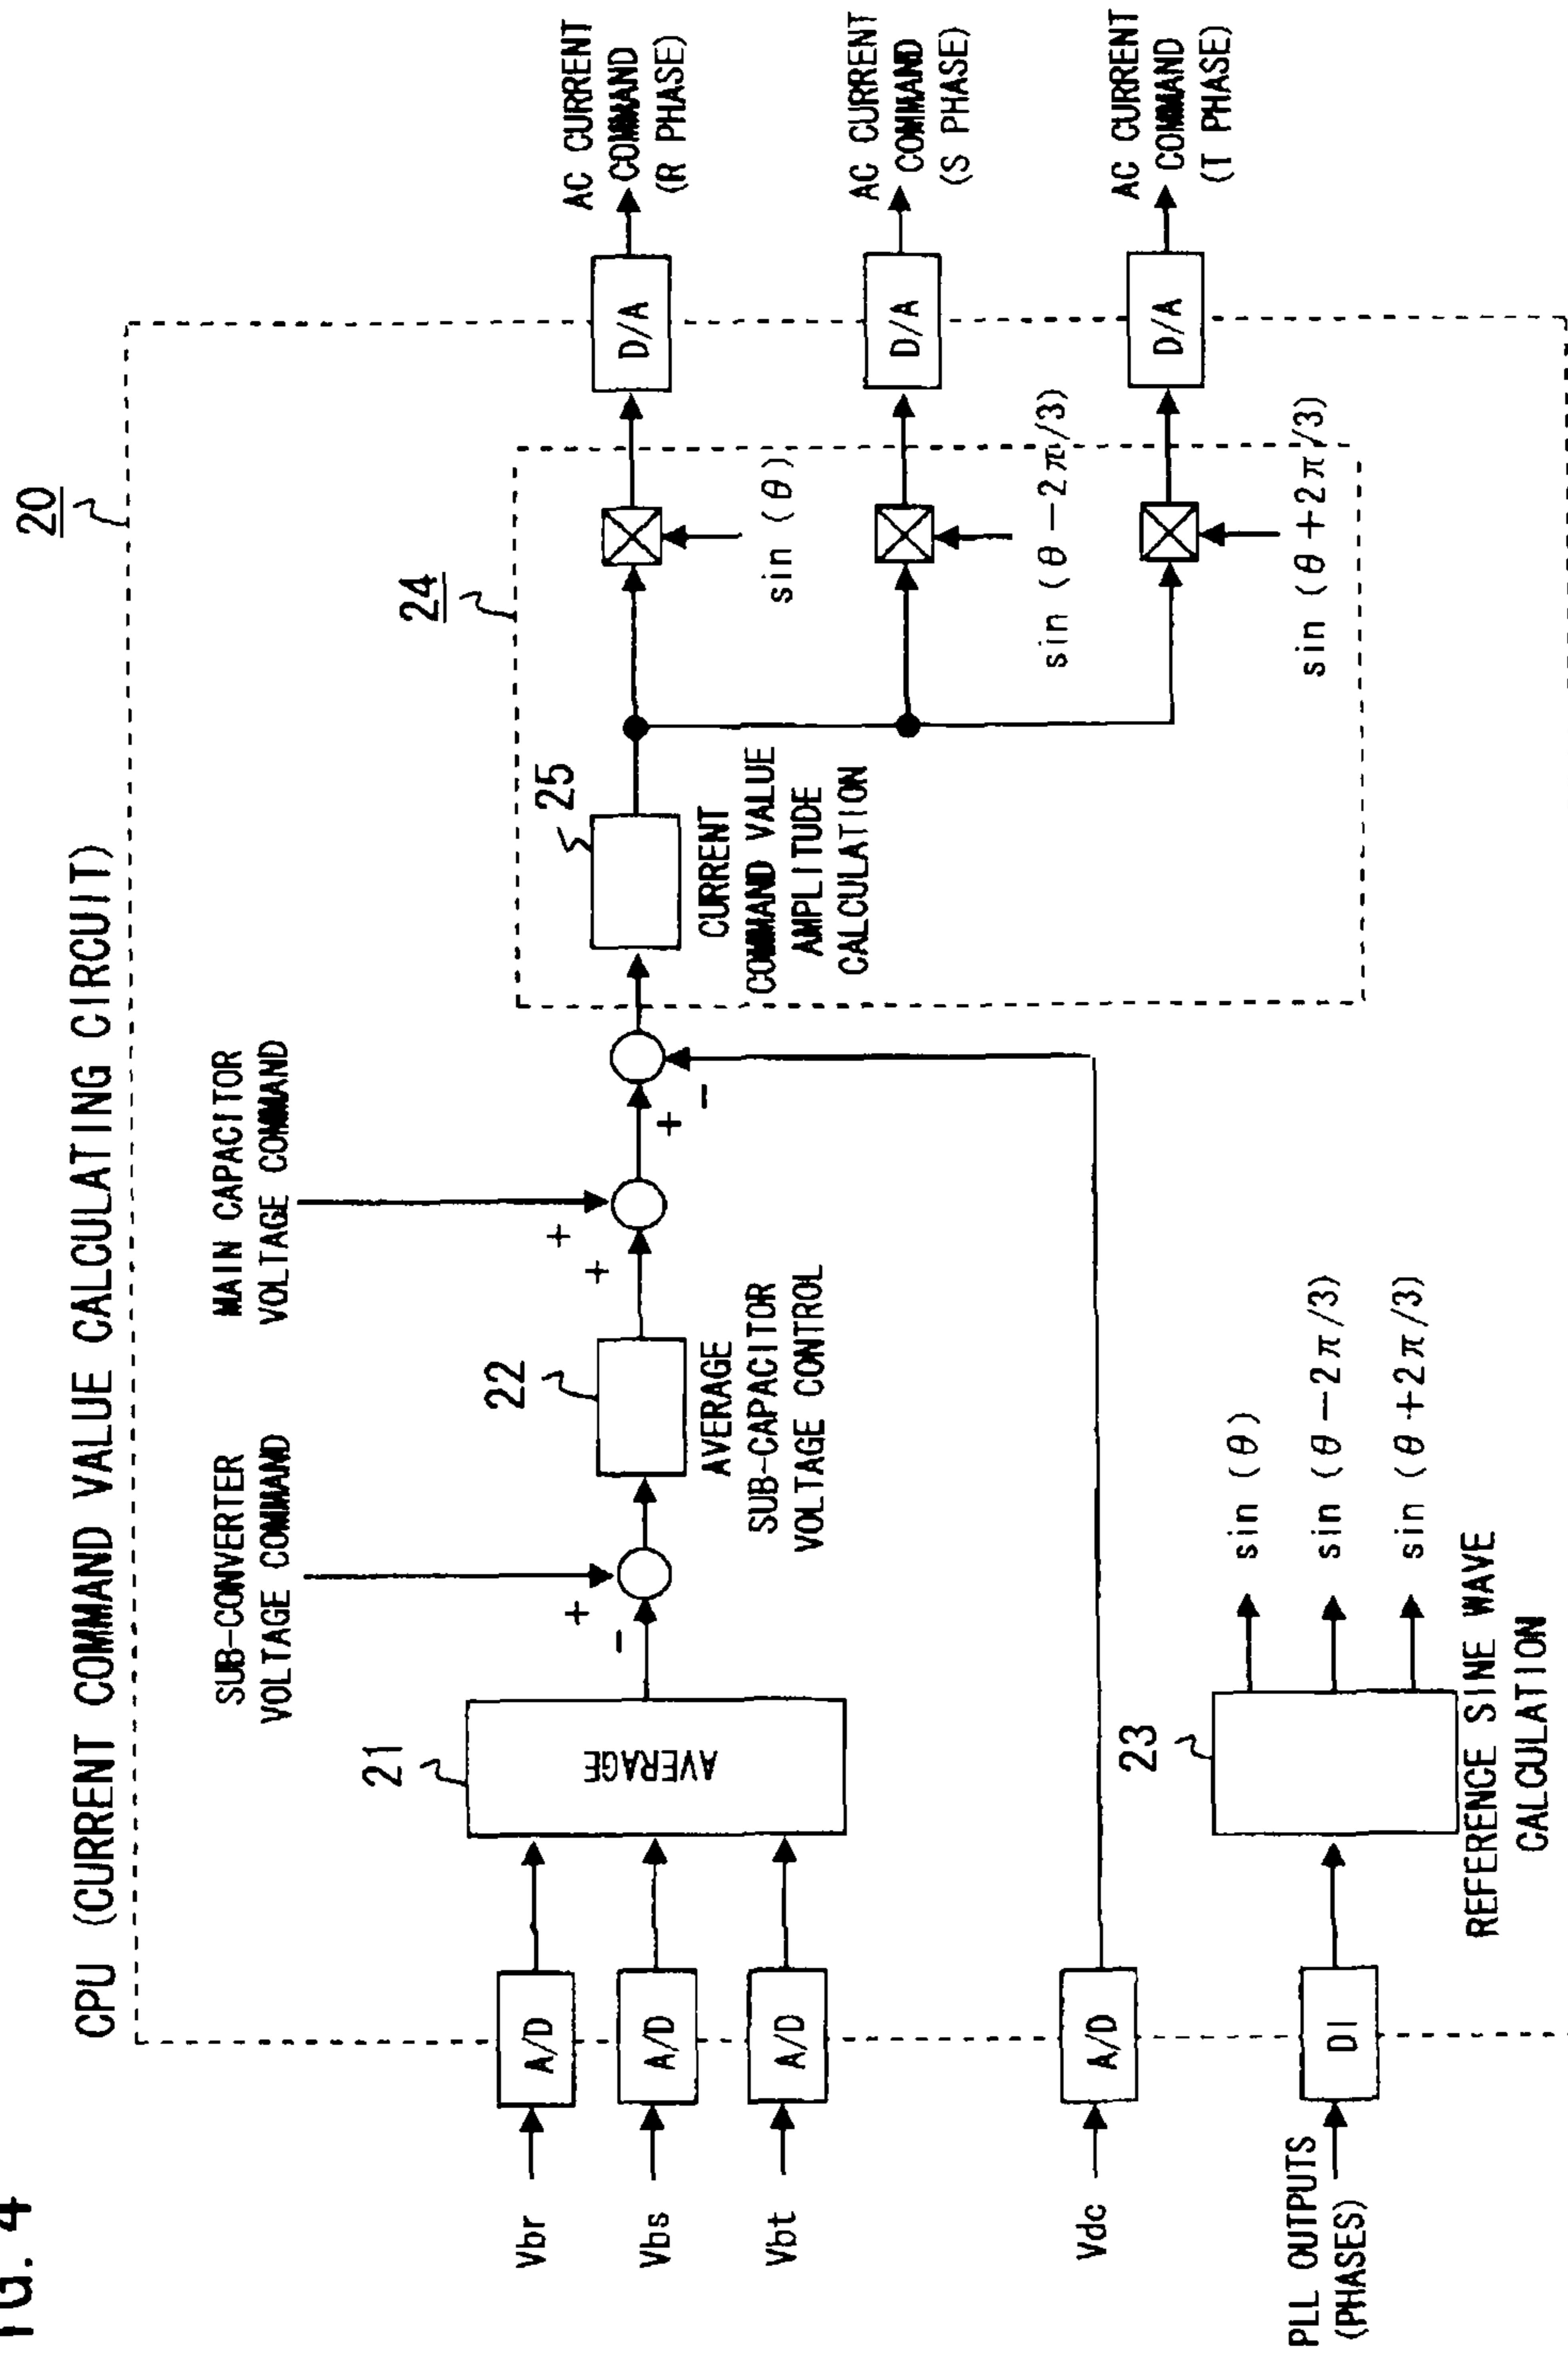 FIG. 4
CPU (CURRENT COMMAND VALUE CALCULATING CIRCUIT)
20
SUB-CONVERTER
VOLTAGE COMMAND
MAIN CAPACITOR
VOLTAGE COMMAND
Vbr
A/D
Vbs
A/D
Vbt
A/D
21
AVERAGE
-
+
22
AVERAGE
SUB-CAPACITOR
VOLTAGE CONTROL
+
+
+
-
24
25
CURRENT
COMMAND VALUE
AMPLITUDE
CALCULATION
sin (θ)
sin (θ-2π/3)
sin (θ+2π/3)
D/A
AC CURRENT
COMMAND
(R PHASE)
D/A
AC CURRENT
COMMAND
(S PHASE)
D/A
AC CURRENT
COMMAND
(T PHASE)
Vdc
A/D
PLL OUTPUTS
(PHASES)
DI
23
REFERENCE SINE WAVE
CALCULATION
sin (θ)
sin (θ-2π/3)
sin (θ+2π/3)